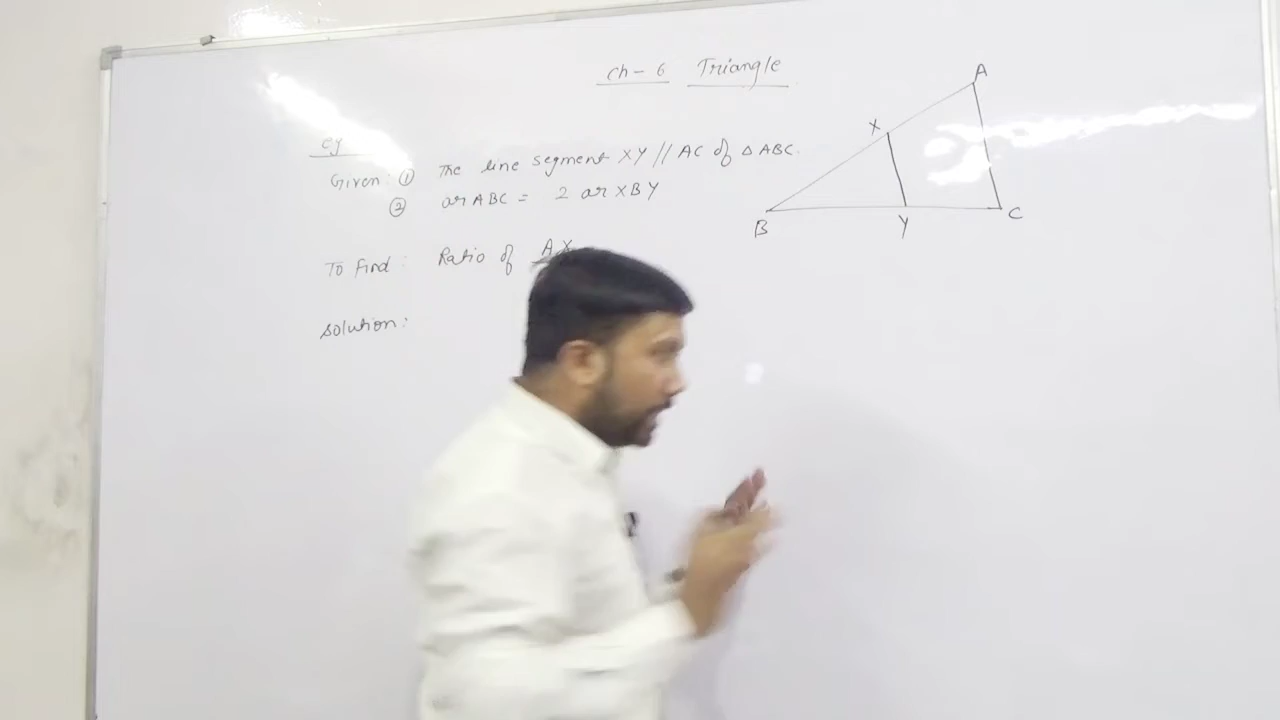 Ch - 6 Triangle
eg
Given: ① The line segment XY // AC of △ ABC.
② ar ABC = 2 ar XBY
To find: Ratio of AX
Solution:
A
X
B
Y
C